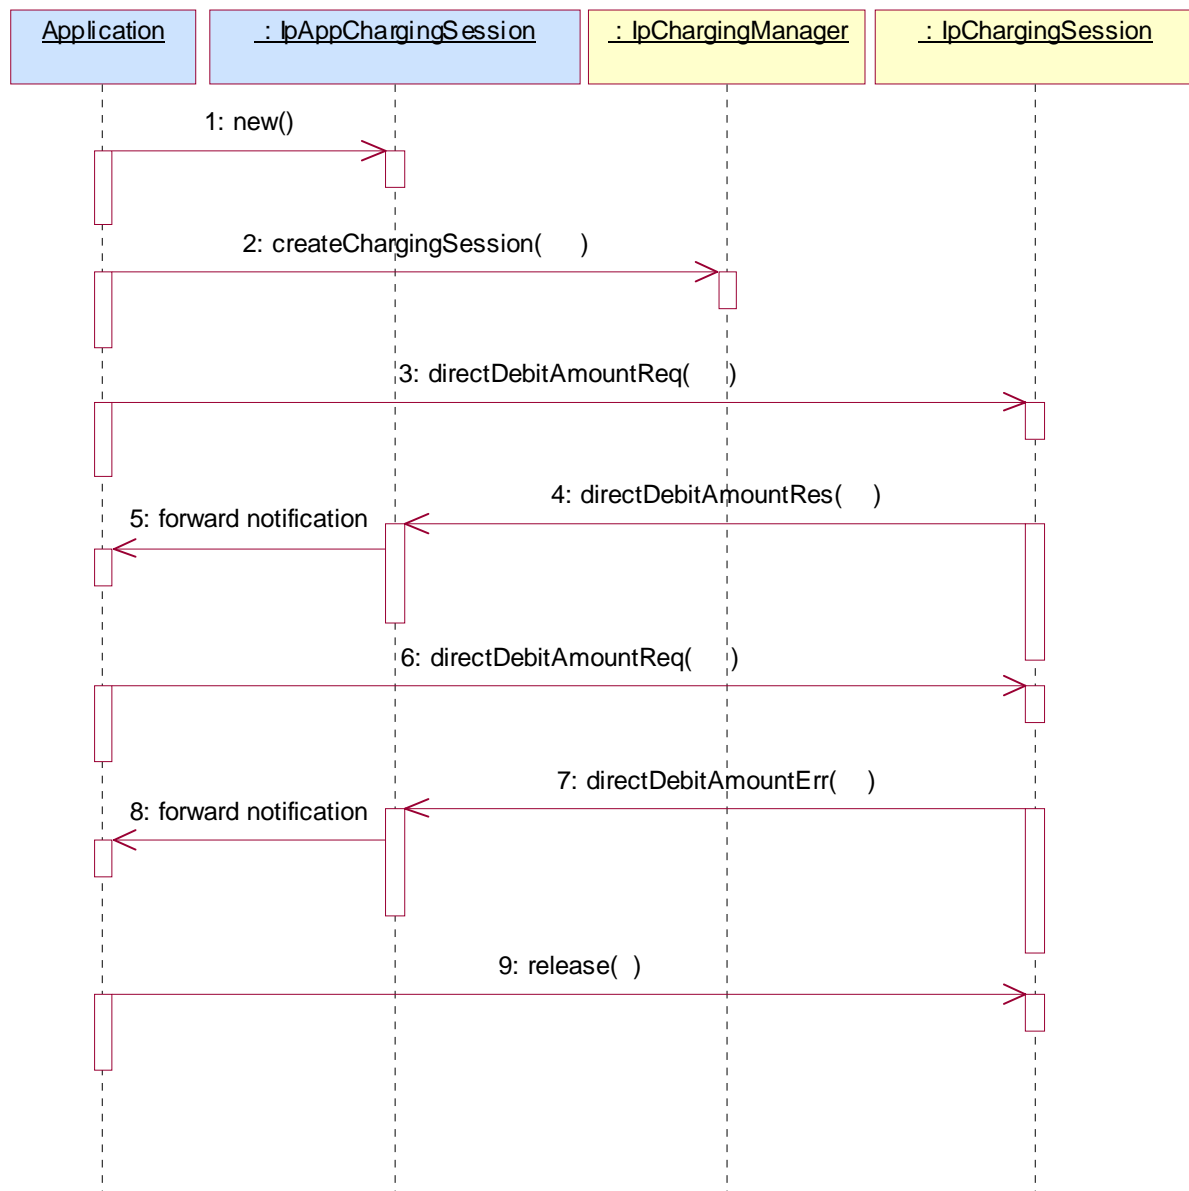 Application
: IpAppChargingSession
: IpChargingManager
: IpChargingSession
1: new()
2: createChargingSession( )
3: directDebitAmountReq( )
4: directDebitAmountRes( )
5: forward notification
6: directDebitAmountReq( )
7: directDebitAmountErr( )
8: forward notification
9: release( )